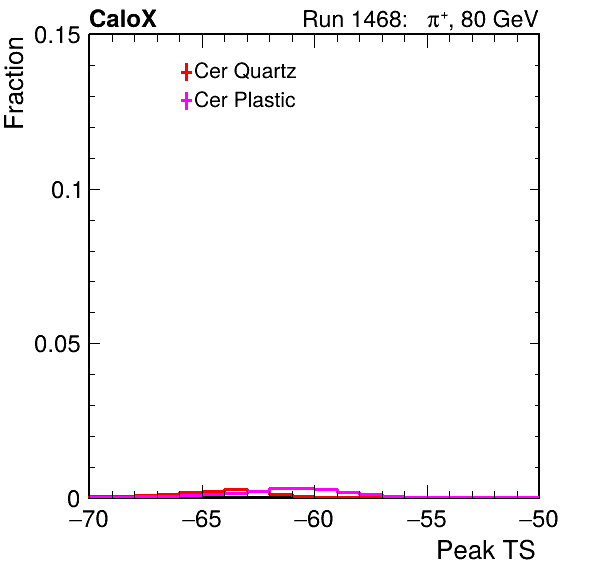 CaloX Run 1468: π⁺, 80 GeV
0.15
Fraction
Cer Quartz
Cer Plastic
0.1
0.05
0
−70 −65 −60 −55 −50
Peak TS